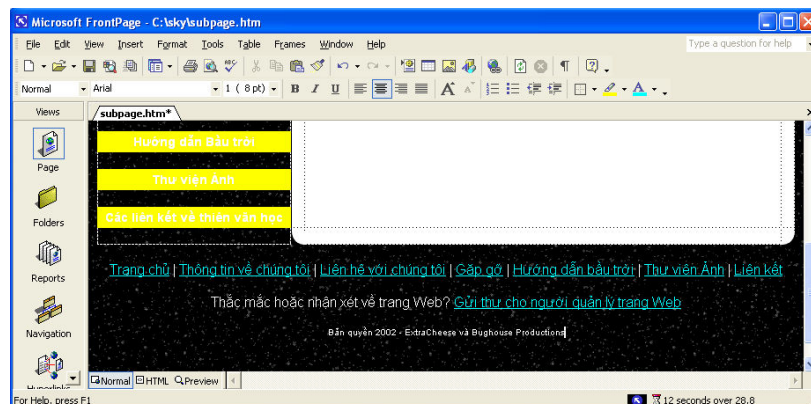 Microsoft FrontPage - C:\sky\subpage.htm
File Edit View Insert Format Tools Table Frames Window Help Type a question for help
Normal Arial 1 ( 8 pt) B I U A A A
Views subpage.htm*
Hướng dẫn Bầu trời
Page
Thư viện Ảnh
Các liên kết về thiên văn học
Folders
Trang chủ | Thông tin về chúng tôi | Liên hệ với chúng tôi | Gặp gỡ | Hướng dẫn bầu trời | Thư viện Ảnh | Liên kết
Reports
Thắc mắc hoặc nhận xét về trang Web? Gửi thư cho người quản lý trang Web
Bản quyền 2002 - ExtraCheese và Bughouse Productions
Navigation
Hyperlinks
Normal HTML Preview
For Help, press F1 12 seconds over 28.8